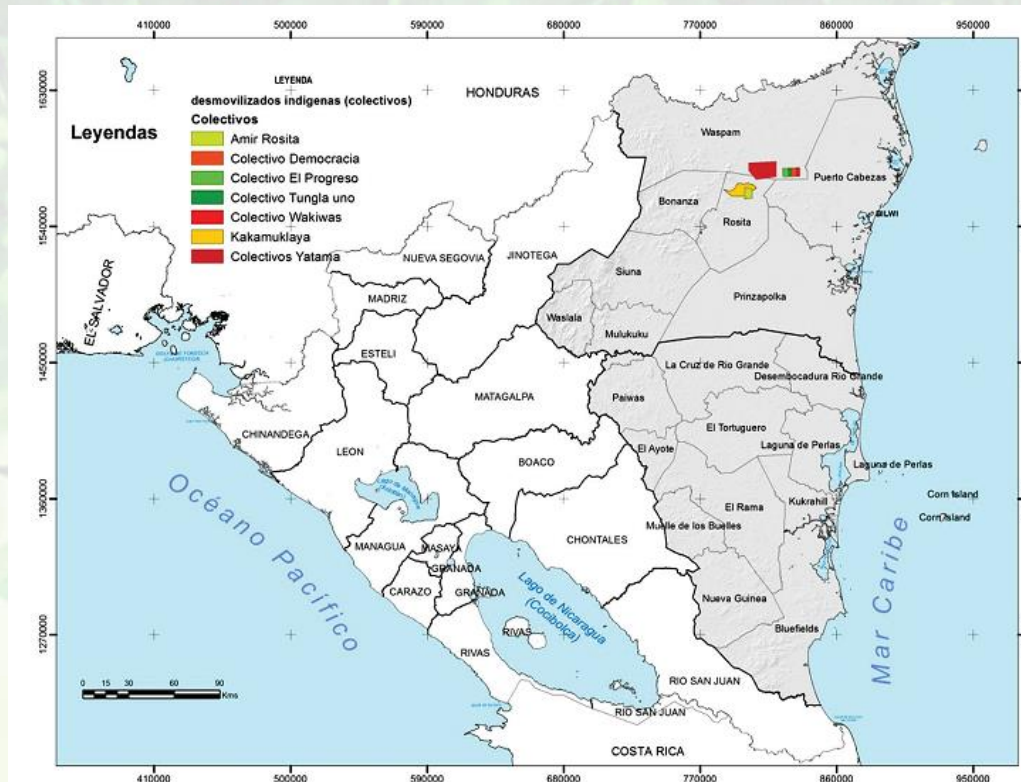 410000 500000 590000 680000 770000 860000 950000
1630000
1540000
1450000
1360000
1270000
Leyendas
LEYENDA
desmovilizados indígenas (colectivos)
Colectivos
Amir Rosita
Colectivo Democracia
Colectivo El Progreso
Colectivo Tungla uno
Colectivo Wakiwas
Kakamuklaya
Colectivos Yatama
HONDURAS
Waspam
Puerto Cabezas
Bonanza
Rosita
BILWI
JINOTEGA
NUEVA SEGOVIA
EL SALVADOR
Siuna
MADRIZ
Prinzapolka
Waslala
Mulukuku
ESTELI
La Cruz de Rio Grande
Desembocadura Rio Grande
MATAGALPA
Paiwas
El Tortuguero
CHINANDEGA
LEON
El Ayote
Laguna de Perlas
BOACO
Laguna de Perlas
Océano Pacífico
El Rama
Kukrahill
Corn Island
Corn Island
Muelle de los Buelles
CHONTALES
MANAGUA
MASAYA
GRANADA
CARAZO
GRANADA
Lago de Nicaragua
(Cocibolca)
Nueva Guinea
Mar Caribe
Bluefields
RIVAS
RIVAS
RIO SAN JUAN
RIO SAN JUAN
COSTA RICA
0 15 30 60 90
Kms
410000 500000 590000 680000 770000 860000 950000